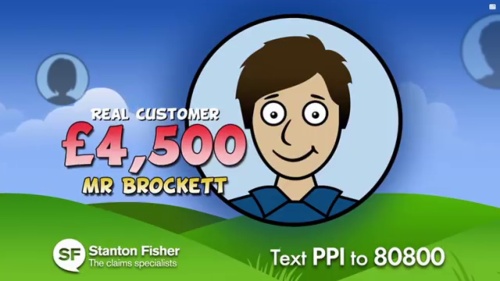 REAL CUSTOMER
£4,500
MR BROCKETT
SF
Stanton Fisher
The claims specialists
Text PPI to 80800